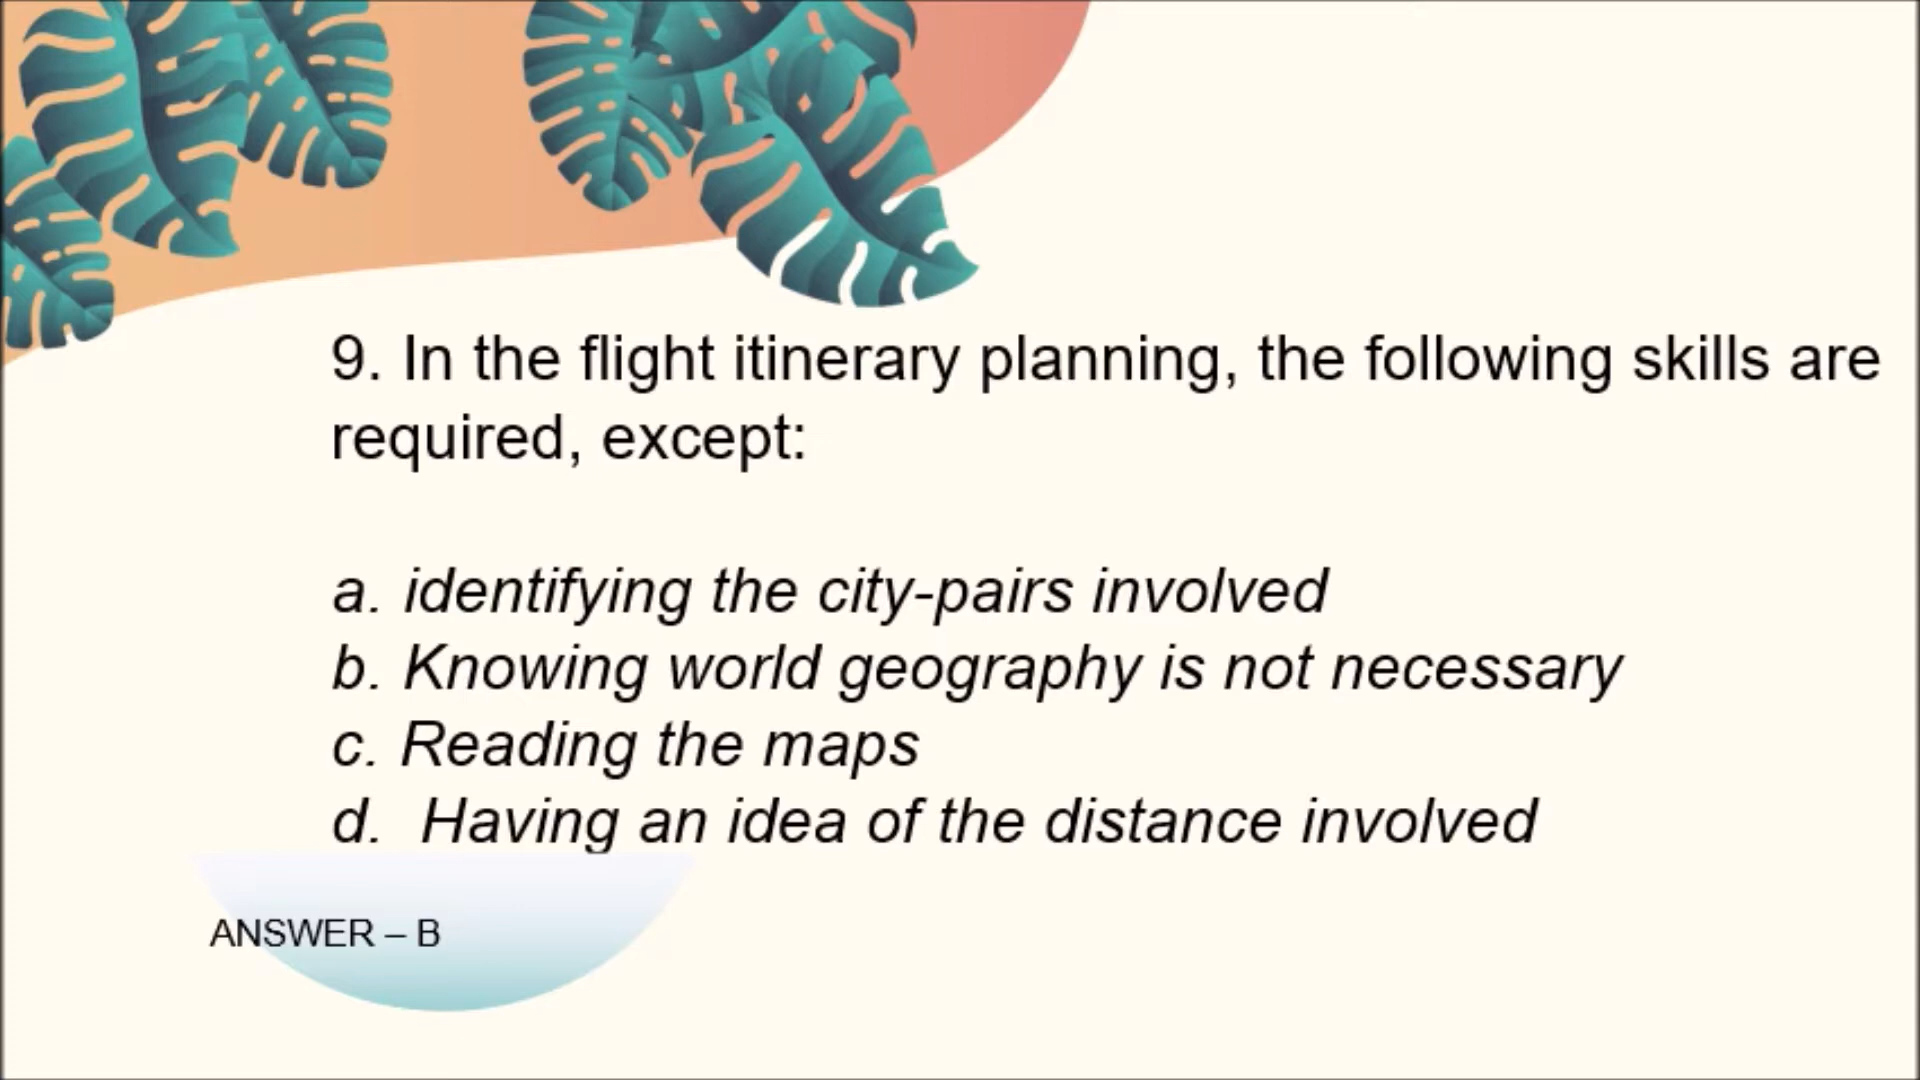 9. In the flight itinerary planning, the following skills are
required, except:
a. identifying the city-pairs involved
b. Knowing world geography is not necessary
c. Reading the maps
d. Having an idea of the distance involved
ANSWER – B